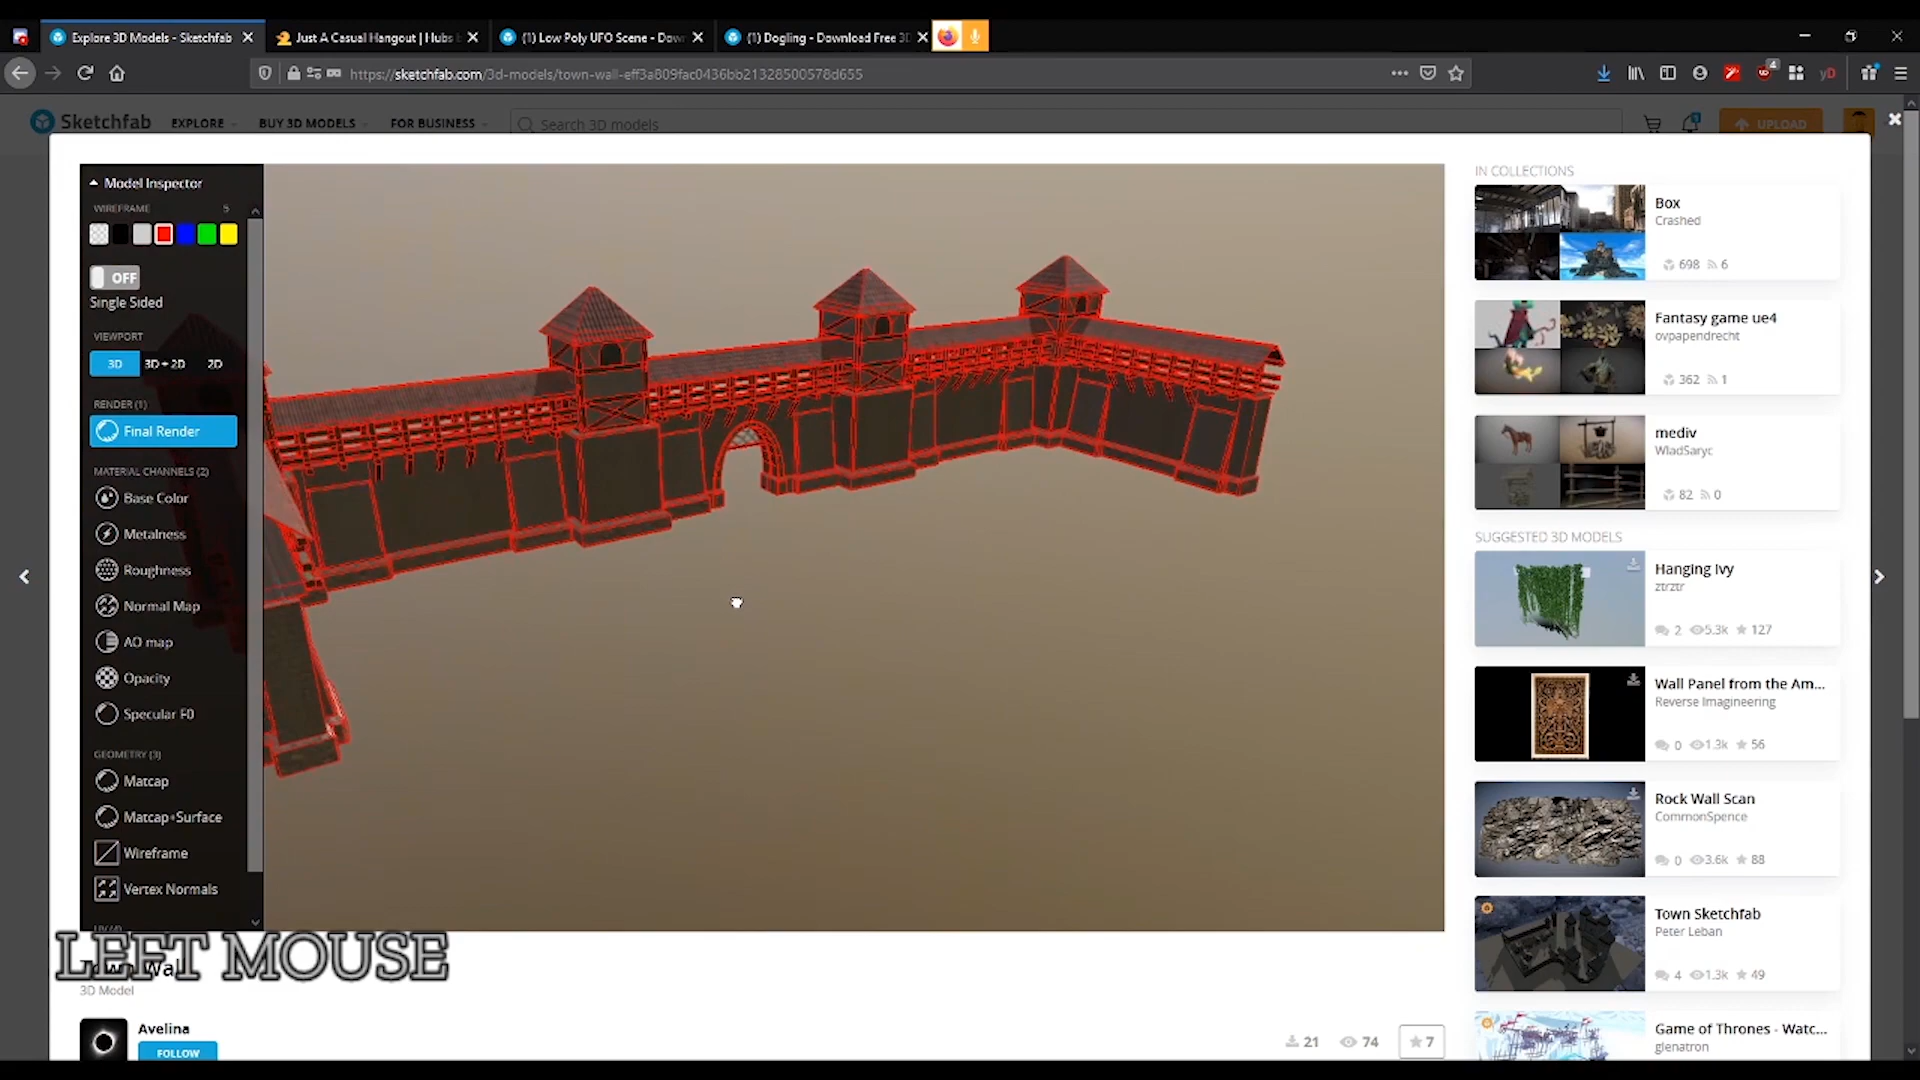 Explore 3D Models - Sketchfab
Just A Casual Hangout | Hubs
(1) Low Poly UFO Scene - Dow
(1) Dogling - Download Free 3D
https://sketchfab.com/3d-models/town-wall-eff3a809fac0436bb21328500578d655
4
yD
Sketchfab
EXPLORE
BUY 3D MODELS
FOR BUSINESS
Search 3D models
UPLOAD
Model Inspector
WIREFRAME
5
OFF
Single Sided
VIEWPORT
3D
3D+2D
2D
RENDER (1)
Final Render
MATERIAL CHANNELS (2)
Base Color
Metalness
Roughness
Normal Map
AO map
Opacity
Specular F0
GEOMETRY (3)
Matcap
Matcap+Surface
Wireframe
Vertex Normals
LEFT MOUSE
Town Wall
3D Model
Avelina
FOLLOW
21
74
7
IN COLLECTIONS
Box
Crashed
698
6
Fantasy game ue4
ovpapendrecht
362
1
mediv
WladSaryc
82
0
SUGGESTED 3D MODELS
Hanging Ivy
ztrztr
2
5.3k
127
Wall Panel from the Am...
Reverse Imagineering
0
1.3k
56
Rock Wall Scan
CommonSpence
0
3.6k
88
Town Sketchfab
Peter Leban
4
1.3k
49
Game of Thrones - Watc...
glenatron